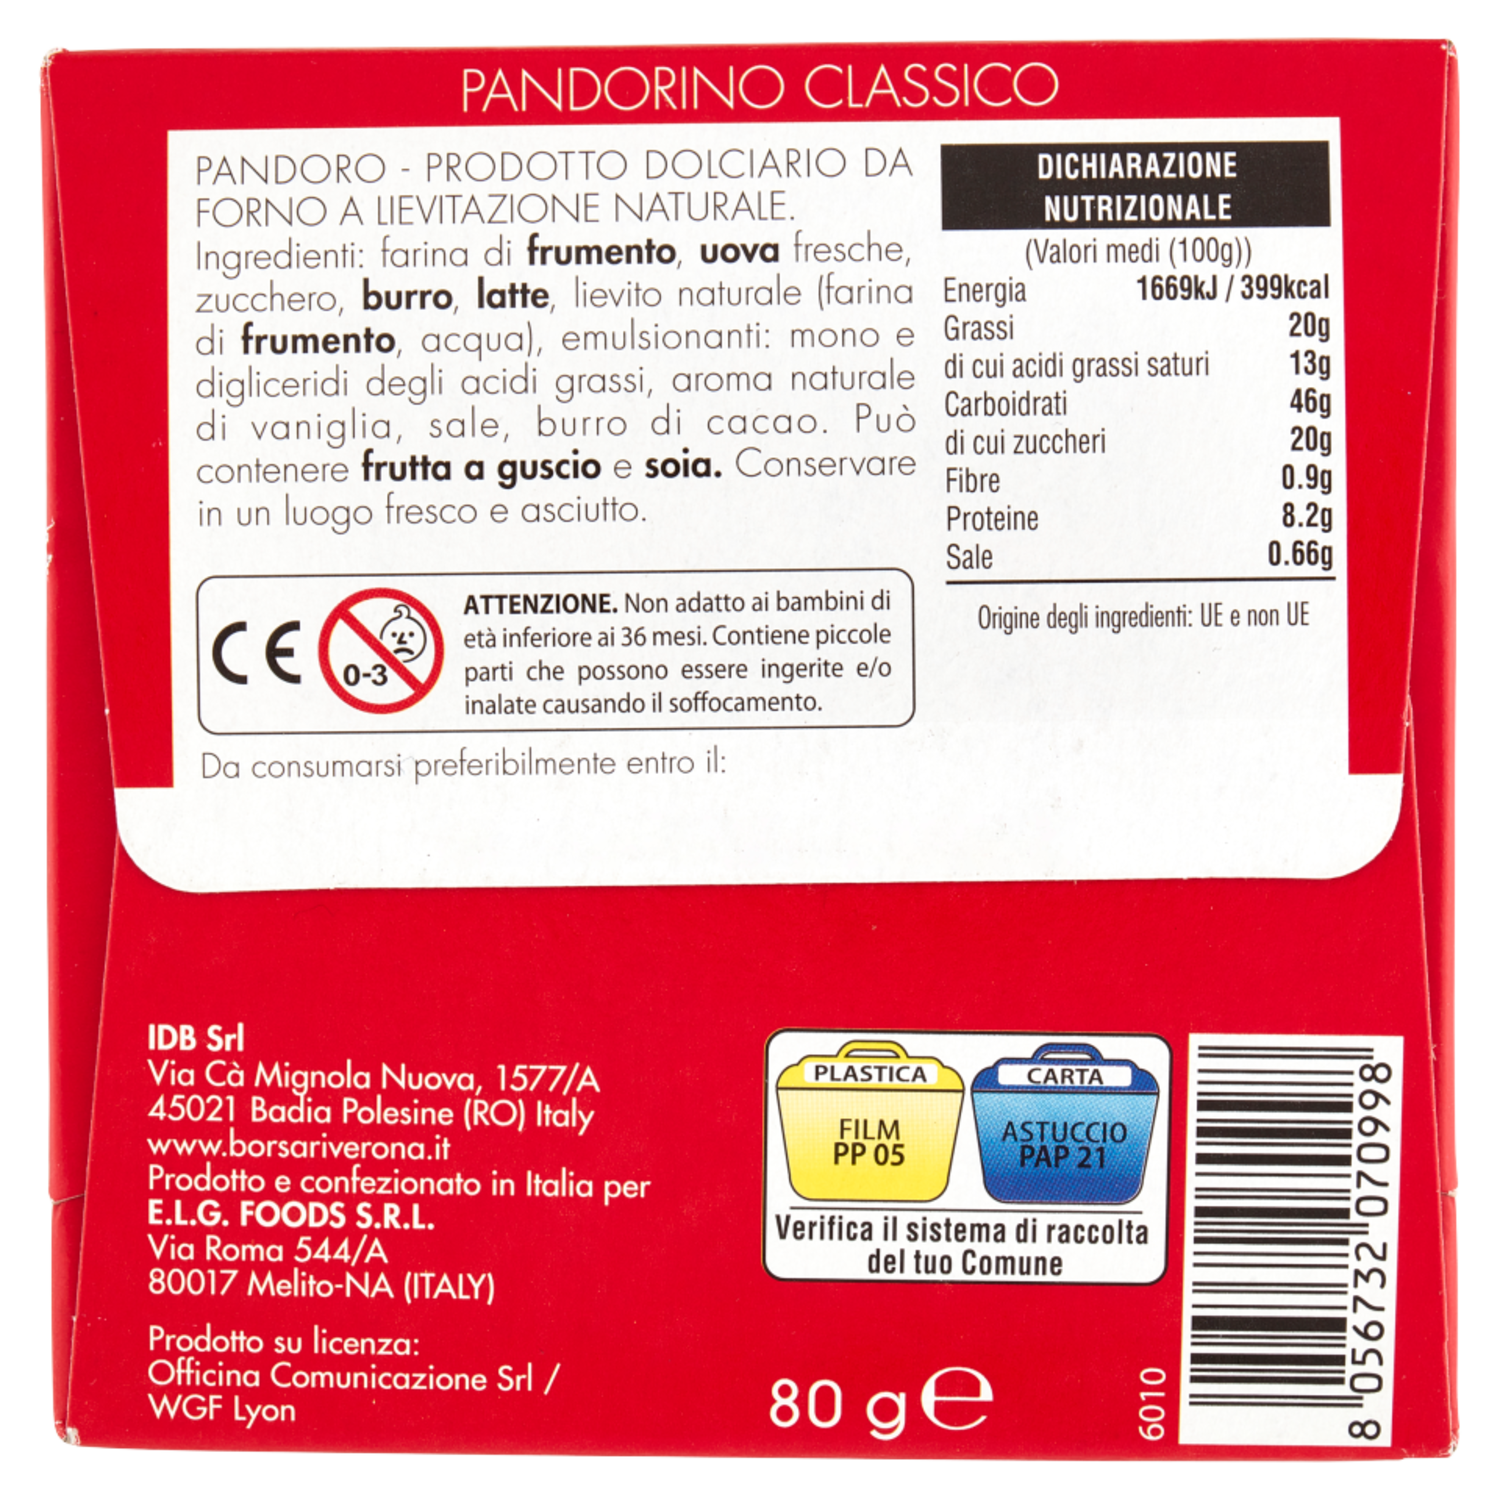 PANDORINO CLASSICO
PANDORO - PRODOTTO DOLCIARIO DA
FORNO A LIEVITAZIONE NATURALE.
Ingredienti: farina di frumento, uova fresche,
zucchero, burro, latte, lievito naturale (farina
di frumento, acqua), emulsionanti: mono e
digliceridi degli acidi grassi, aroma naturale
di vaniglia, sale, burro di cacao. Può
contenere frutta a guscio e soia. Conservare
in un luogo fresco e asciutto.
CE
0-3
ATTENZIONE. Non adatto ai bambini di
età inferiore ai 36 mesi. Contiene piccole
parti che possono essere ingerite e/o
inalate causando il soffocamento.
Da consumarsi preferibilmente entro il:
DICHIARAZIONE
NUTRIZIONALE
(Valori medi (100g))
Energia 1669kJ / 399kcal
Grassi 20g
di cui acidi grassi saturi 13g
Carboidrati 46g
di cui zuccheri 20g
Fibre 0.9g
Proteine 8.2g
Sale 0.66g
Origine degli ingredienti: UE e non UE
IDB Srl
Via Cà Mignola Nuova, 1577/A
45021 Badia Polesine (RO) Italy
www.borsariverona.it
Prodotto e confezionato in Italia per
E.L.G. FOODS S.R.L.
Via Roma 544/A
80017 Melito-NA (ITALY)
Prodotto su licenza:
Officina Comunicazione Srl /
WGF Lyon
PLASTICA
FILM
PP 05
CARTA
ASTUCCIO
PAP 21
Verifica il sistema di raccolta
del tuo Comune
80 g e
6010
8 056732 070998